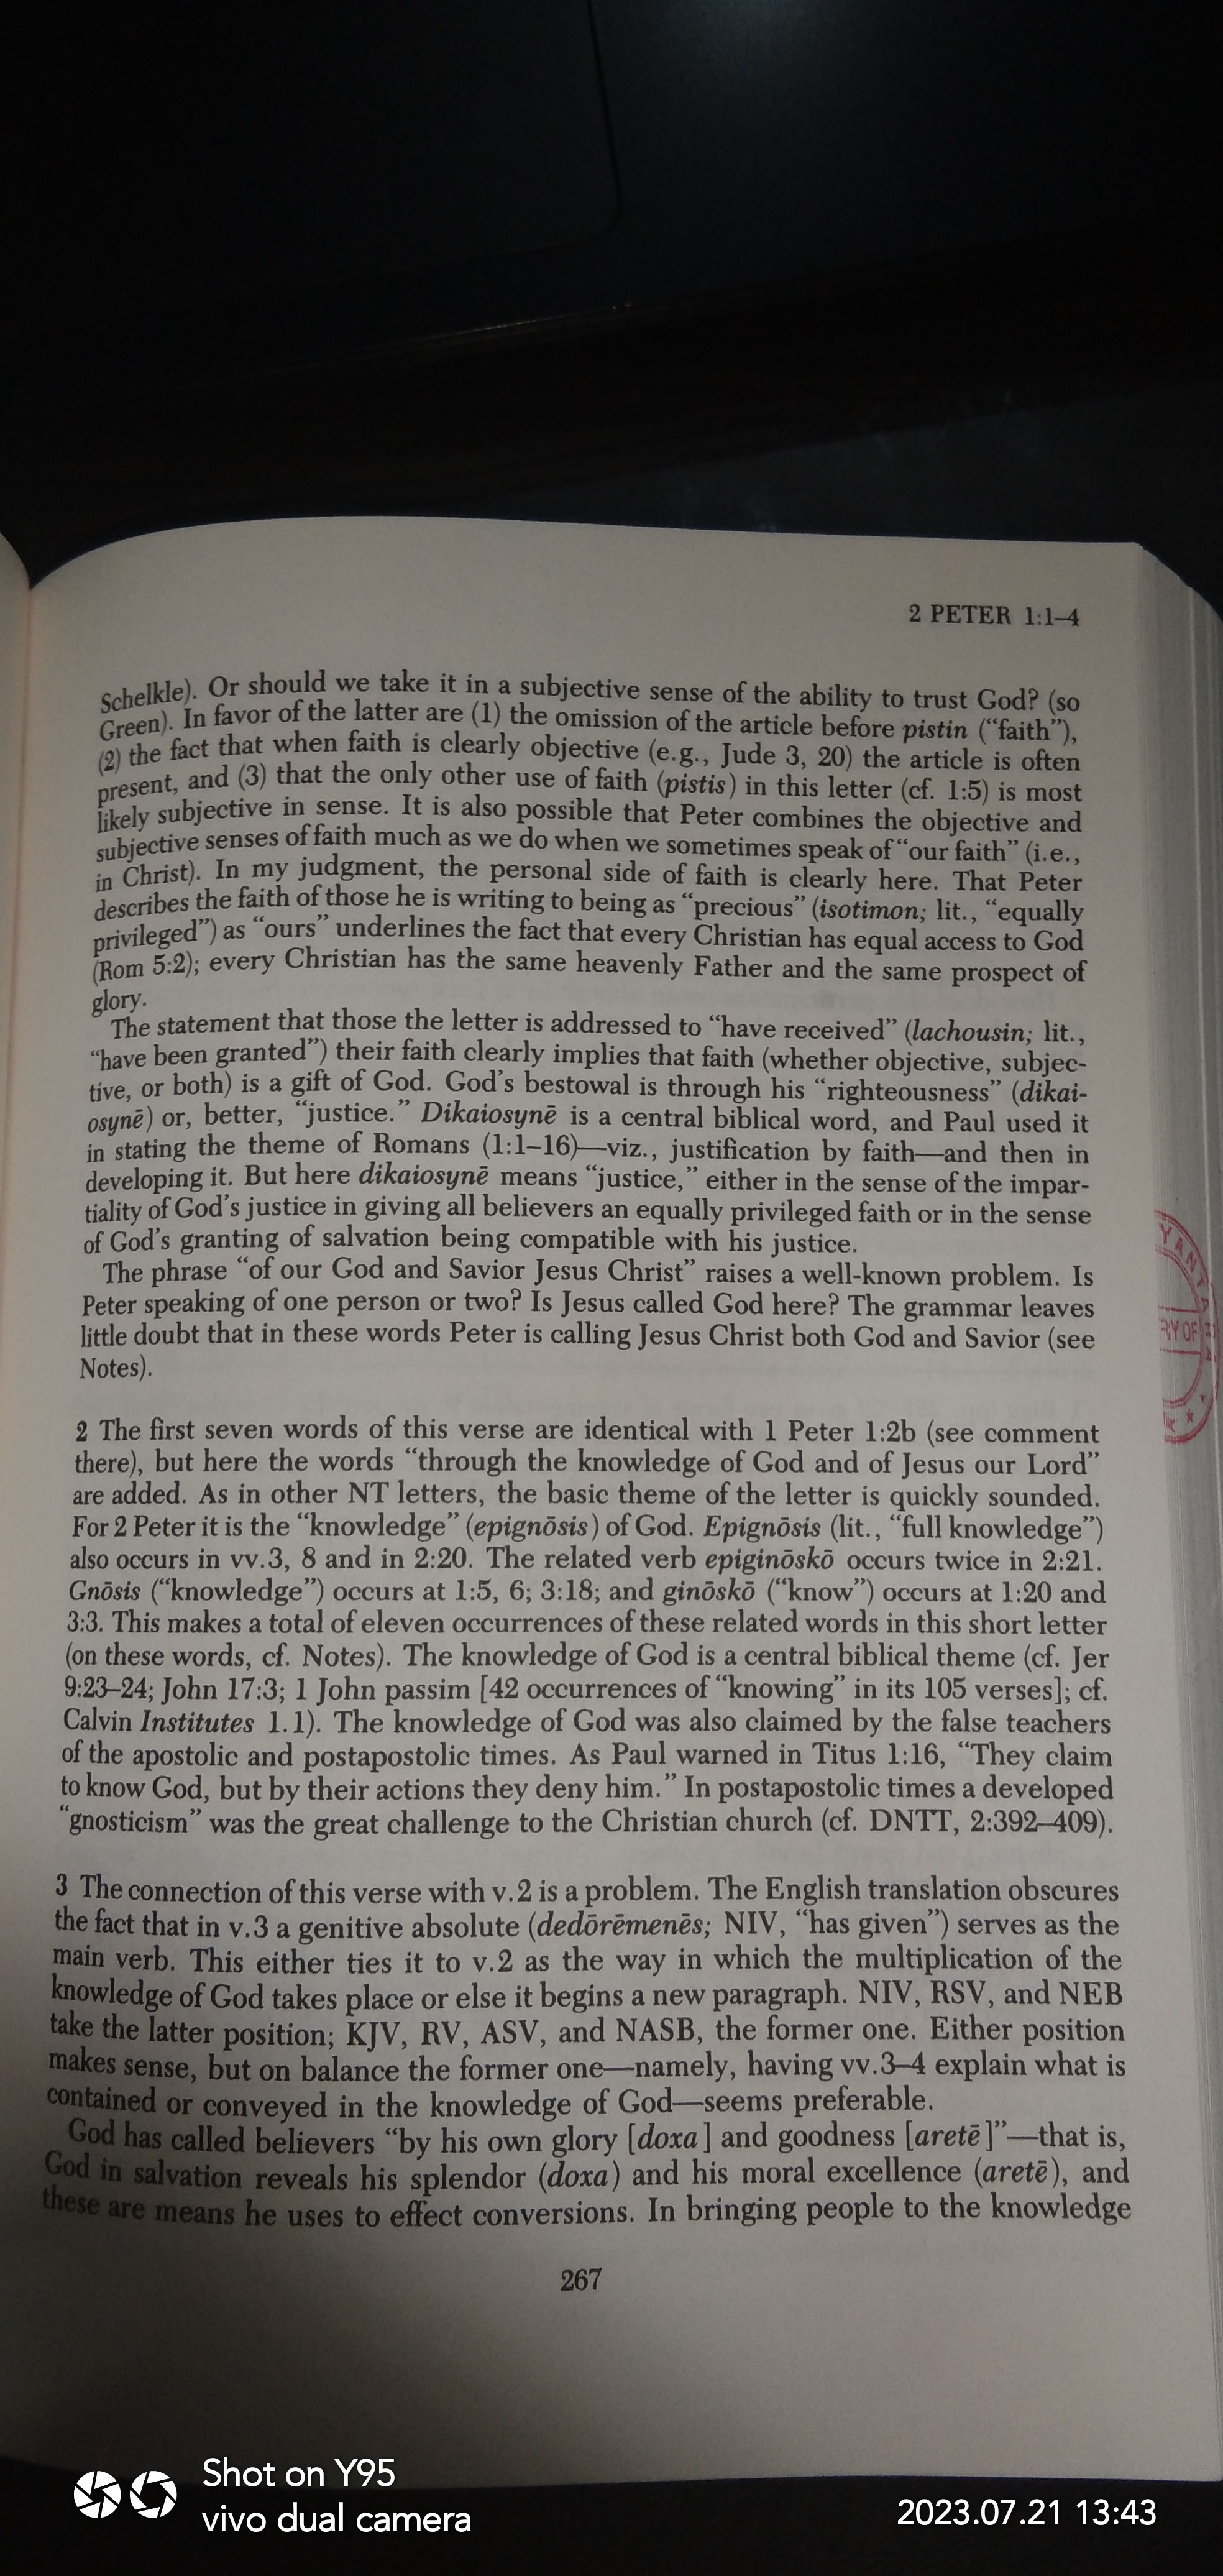 2 PETER 1:1–4
Schelkle). Or should we take it in a subjective sense of the ability to trust God? (so
Green). In favor of the latter are (1) the omission of the article before pistin (“faith”),
(2) the fact that when faith is clearly objective (e.g., Jude 3, 20) the article is often
present, and (3) that the only other use of faith (pistis) in this letter (cf. 1:5) is most
likely subjective in sense. It is also possible that Peter combines the objective and
subjective senses of faith much as we do when we sometimes speak of “our faith” (i.e.,
in Christ). In my judgment, the personal side of faith is clearly here. That Peter
describes the faith of those he is writing to being as “precious” (isotimon; lit., “equally
privileged”) as “ours” underlines the fact that every Christian has equal access to God
(Rom 5:2); every Christian has the same heavenly Father and the same prospect of
glory.
The statement that those the letter is addressed to “have received” (lachousin; lit.,
“have been granted”) their faith clearly implies that faith (whether objective, subjec-
tive, or both) is a gift of God. God’s bestowal is through his “righteousness” (dikai-
osynē) or, better, “justice.” Dikaiosynē is a central biblical word, and Paul used it
in stating the theme of Romans (1:1–16)—viz., justification by faith—and then in
developing it. But here dikaiosynē means “justice,” either in the sense of the impar-
tiality of God’s justice in giving all believers an equally privileged faith or in the sense
of God’s granting of salvation being compatible with his justice.
The phrase “of our God and Savior Jesus Christ” raises a well-known problem. Is
Peter speaking of one person or two? Is Jesus called God here? The grammar leaves
little doubt that in these words Peter is calling Jesus Christ both God and Savior (see
Notes).
2 The first seven words of this verse are identical with 1 Peter 1:2b (see comment
there), but here the words “through the knowledge of God and of Jesus our Lord”
are added. As in other NT letters, the basic theme of the letter is quickly sounded.
For 2 Peter it is the “knowledge” (epignōsis) of God. Epignōsis (lit., “full knowledge”)
also occurs in vv.3, 8 and in 2:20. The related verb epiginōskō occurs twice in 2:21.
Gnōsis (“knowledge”) occurs at 1:5, 6; 3:18; and ginōskō (“know”) occurs at 1:20 and
3:3. This makes a total of eleven occurrences of these related words in this short letter
(on these words, cf. Notes). The knowledge of God is a central biblical theme (cf. Jer
9:23–24; John 17:3; 1 John passim [42 occurrences of “knowing” in its 105 verses]; cf.
Calvin Institutes 1.1). The knowledge of God was also claimed by the false teachers
of the apostolic and postapostolic times. As Paul warned in Titus 1:16, “They claim
to know God, but by their actions they deny him.” In postapostolic times a developed
“gnosticism” was the great challenge to the Christian church (cf. DNTT, 2:392–409).
3 The connection of this verse with v.2 is a problem. The English translation obscures
the fact that in v.3 a genitive absolute (dedōrēmenēs; NIV, “has given”) serves as the
main verb. This either ties it to v.2 as the way in which the multiplication of the
knowledge of God takes place or else it begins a new paragraph. NIV, RSV, and NEB
take the latter position; KJV, RV, ASV, and NASB, the former one. Either position
makes sense, but on balance the former one—namely, having vv.3–4 explain what is
contained or conveyed in the knowledge of God—seems preferable.
God has called believers “by his own glory [doxa] and goodness [aretē]”—that is,
God in salvation reveals his splendor (doxa) and his moral excellence (aretē), and
these are means he uses to effect conversions. In bringing people to the knowledge
267
Shot on Y95
vivo dual camera
2023.07.21 13:43